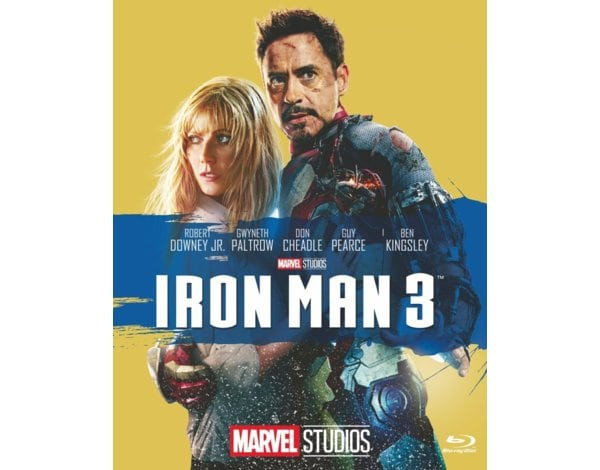 ROBERT GWYNETH DON GUY BEN
DOWNEY JR. PALTROW CHEADLE PEARCE KINGSLEY
MARVEL STUDIOS
IRON MAN 3™
MARVEL STUDIOS
Blu-ray Disc